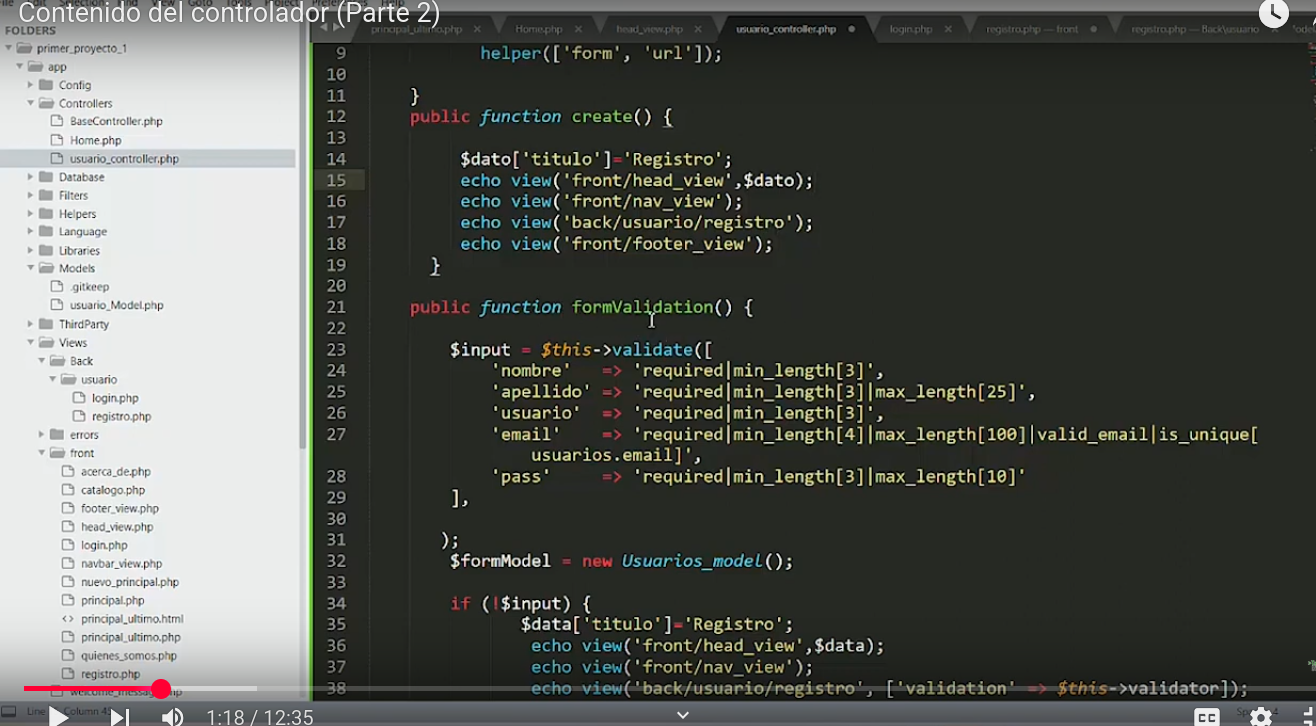 Contenido del controlador (Parte 2)
FOLDERS
primer_proyecto_1
app
Config
Controllers
BaseController.php
Home.php
usuario_controller.php
Database
Filters
Helpers
Language
Libraries
Models
.gitkeep
usuario_Model.php
ThirdParty
Views
Back
usuario
login.php
registro.php
errors
front
acerca_de.php
catalogo.php
footer_view.php
head_view.php
login.php
navbar_view.php
nuevo_principal.php
principal.php
principal_ultimo.html
principal_ultimo.php
quienes_somos.php
registro.php
welcome_message.php
principal_ultimo.php
Home.php
head_view.php
usuario_controller.php
login.php
registro.php — front
registro.php — Back\usuario
9 helper(['form', 'url']);
10
11 }
12 public function create() {
13
14 $dato['titulo']='Registro';
15 echo view('front/head_view',$dato);
16 echo view('front/nav_view');
17 echo view('back/usuario/registro');
18 echo view('front/footer_view');
19 }
20
21 public function formValidation() {
22
23 $input = $this->validate([
24 'nombre' => 'required|min_length[3]',
25 'apellido' => 'required|min_length[3]|max_length[25]',
26 'usuario' => 'required|min_length[3]',
27 'email' => 'required|min_length[4]|max_length[100]|valid_email|is_unique[
usuarios.email]',
28 'pass' => 'required|min_length[3]|max_length[10]'
29 ],
30
31 );
32 $formModel = new Usuarios_model();
33
34 if (!$input) {
35 $data['titulo']='Registro';
36 echo view('front/head_view',$data);
37 echo view('front/nav_view');
38 echo view('back/usuario/registro', ['validation' => $this->validator]);
1:18 / 12:35
CC